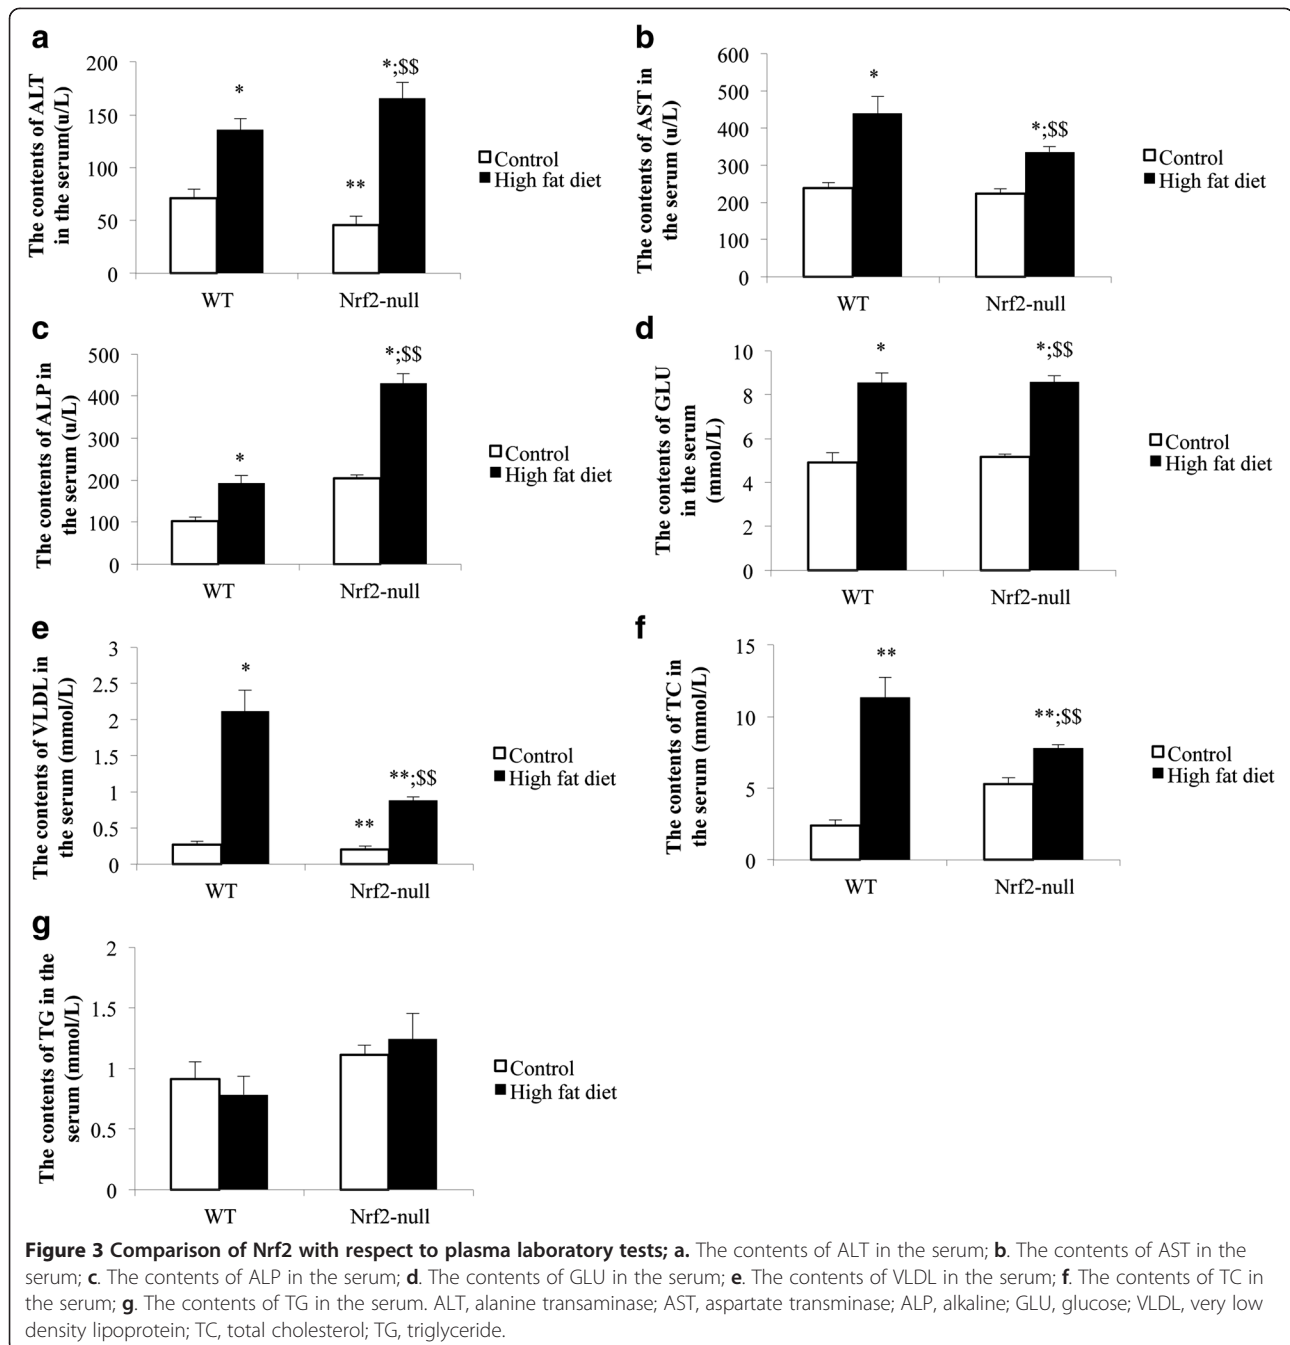 a
The contents of ALT
in the serum(u/L)
200
150
100
50
0
*
**
*;$$
WT
Nrf2-null
Control
High fat diet
b
The contents of AST in
the serum (u/L)
600
500
400
300
200
100
0
*
*;$$
WT
Nrf2-null
Control
High fat diet
c
The contents of ALP in
the serum (u/L)
500
400
300
200
100
0
*
*;$$
WT
Nrf2-null
Control
High fat diet
d
The contents of GLU
in the serum
(mmol/L)
10
8
6
4
2
0
*
*;$$
WT
Nrf2-null
Control
High fat diet
e
The contents of VLDL in
the serum (mmol/L)
3
2.5
2
1.5
1
0.5
0
*
**
**;$$
WT
Nrf2-null
Control
High fat diet
f
The contents of TC in
the serum (mmol/L)
15
10
5
0
**
**;$$
WT
Nrf2-null
Control
High fat diet
g
The contents of TG in the
serum (mmol/L)
2
1.5
1
0.5
0
WT
Nrf2-null
Control
High fat diet
Figure 3 Comparison of Nrf2 with respect to plasma laboratory tests; a. The contents of ALT in the serum; b. The contents of AST in the
serum; c. The contents of ALP in the serum; d. The contents of GLU in the serum; e. The contents of VLDL in the serum; f. The contents of TC in
the serum; g. The contents of TG in the serum. ALT, alanine transaminase; AST, aspartate transminase; ALP, alkaline; GLU, glucose; VLDL, very low
density lipoprotein; TC, total cholesterol; TG, triglyceride.